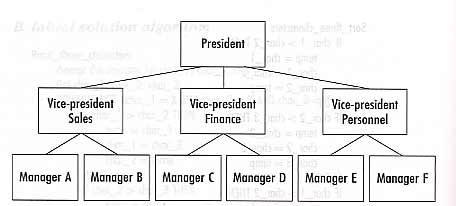 President
Vice-president
Sales
Vice-president
Finance
Vice-president
Personnel
Manager A
Manager B
Manager C
Manager D
Manager E
Manager F